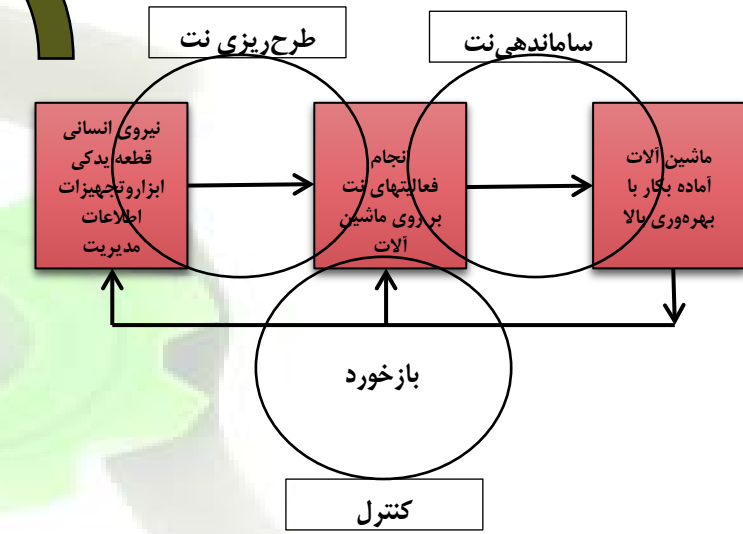 طرح‌ریزی نت
ساماندهی‌نت
نیروی انسانی
قطعه یدکی
ابزاروتجهیزات
اطلاعات
مدیریت
انجام
فعالیتهای نت
بر روی ماشین
آلات
ماشین آلات
آماده بکار با
بهره‌وری بالا
بازخورد
کنترل